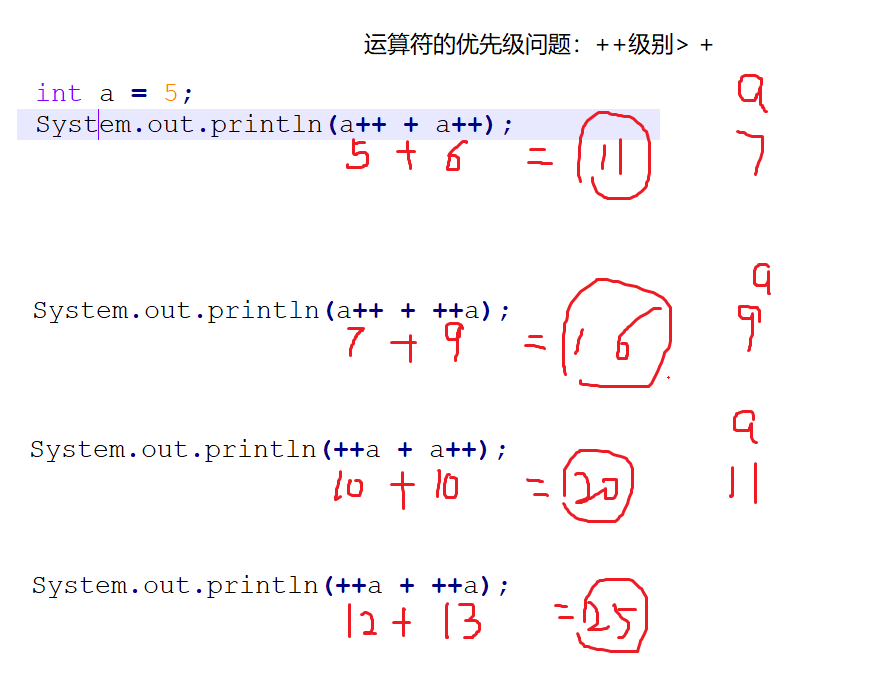 运算符的优先级问题：++级别> +
int a = 5;
a
System.out.println(a++ + a++);
5 + 6 = 11
7
a
System.out.println(a++ + ++a);
7 + 9 = 16
9
a
System.out.println(++a + a++);
10 + 10 = 20
11
System.out.println(++a + ++a);
12 + 13 = 25